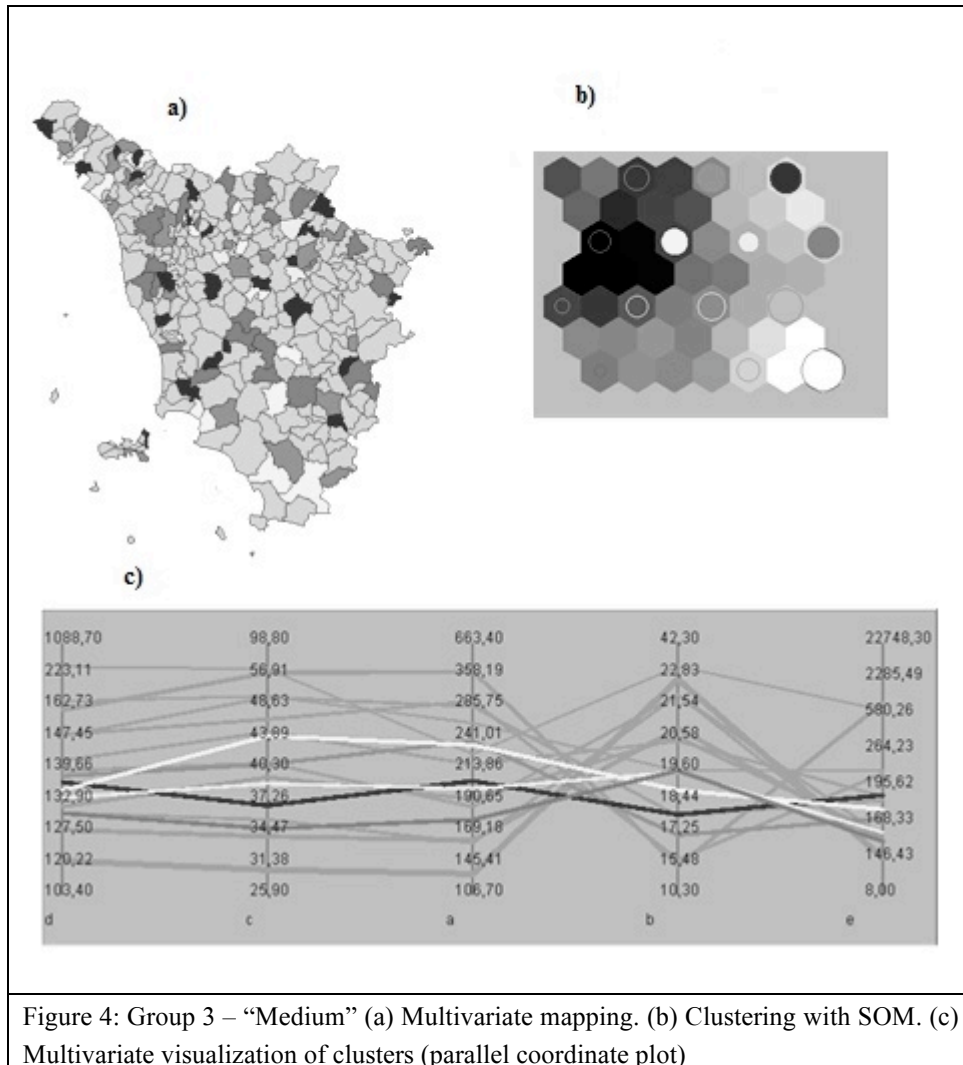 a)
b)
c)
1088,70 98,80 663,40 42,30 22748,30
223,11 56,91 358,19 22,83 2285,49
162,73 48,63 285,75 21,54 580,26
147,45 43,89 241,01 20,58 264,23
139,66 40,30 213,86 19,60 195,62
132,90 37,26 190,65 18,44 168,33
127,50 34,47 169,18 17,25 146,43
120,22 31,38 145,41 15,48 8,00
103,40 25,90 106,70 10,30
d c a b e
Figure 4: Group 3 – “Medium” (a) Multivariate mapping. (b) Clustering with SOM. (c)
Multivariate visualization of clusters (parallel coordinate plot)